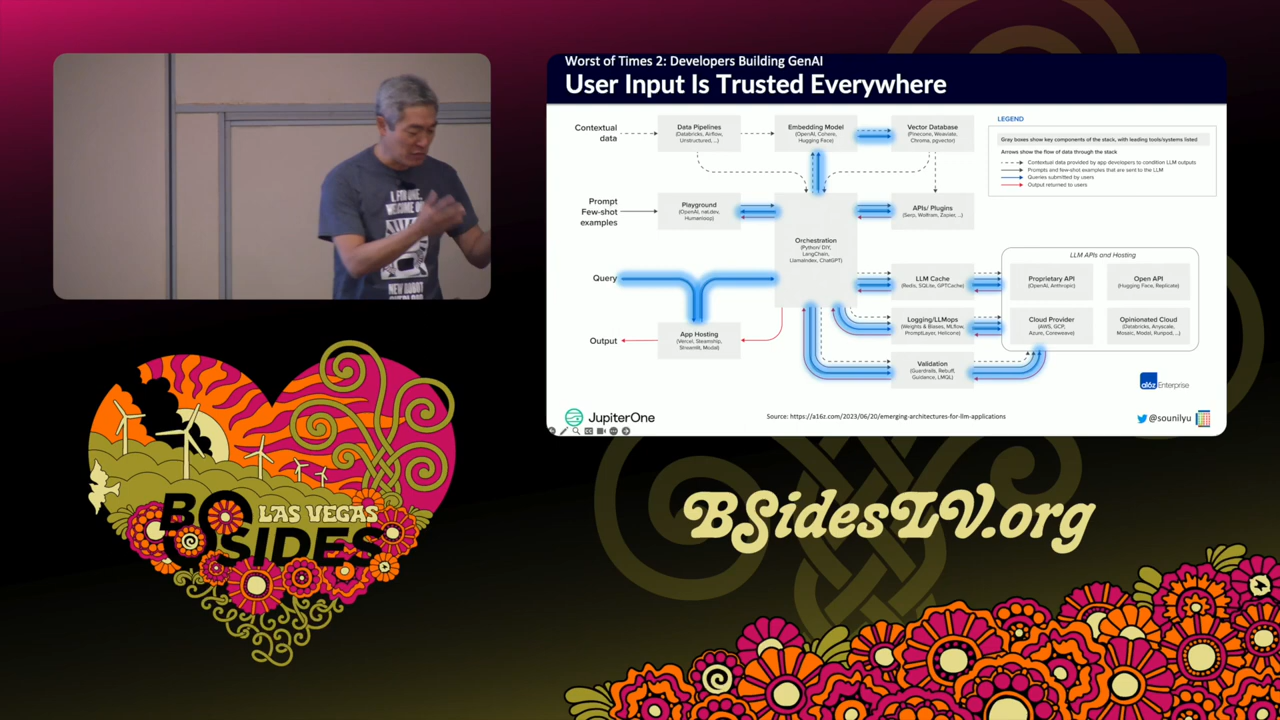 Worst of Times 2: Developers Building GenAI
User Input Is Trusted Everywhere
Contextual
data
Data Pipelines
(Databricks, Airflow,
Unstructured, ...)
Embedding Model
(OpenAI, Cohere,
Hugging Face)
Vector Database
(Pinecone, Weaviate,
Chroma, pgvector)
LEGEND
Gray boxes show key components of the stack, with leading tools/systems listed
Arrows show the flow of data through the stack
Contextual data provided by app developers to condition LLM outputs
Prompts and few-shot examples that are sent to the LLM
Queries submitted by users
Output returned to users
Prompt
Few-shot
examples
Playground
(OpenAI, nat.dev,
Humanloop)
Orchestration
(Python/ DIY,
LangChain,
LlamaIndex, ChatGPT)
APIs/ Plugins
(Serp, Wolfram, Zapier, ...)
Query
App Hosting
(Vercel, Steamship,
Streamlit, Modal)
Output
LLM Cache
(Redis, SQLite, GPTCache)
Logging/LLMops
(Weights & Biases, MLflow,
PromptLayer, Helicone)
Validation
(Guardrails, Rebuff,
Guidance, LMQL)
LLM APIs and Hosting
Proprietary API
(OpenAI, Anthropic)
Open API
(Hugging Face, Replicate)
Cloud Provider
(AWS, GCP,
Azure, Coreweave)
Opinionated Cloud
(Databricks, Anyscale,
Mosaic, Modal, Runpod, ...)
a16z Enterprise
JupiterOne
Source: https://a16z.com/2023/06/20/emerging-architectures-for-llm-applications
@sounilyu
BSIDES
LAS VEGAS
23
BSidesLV.org